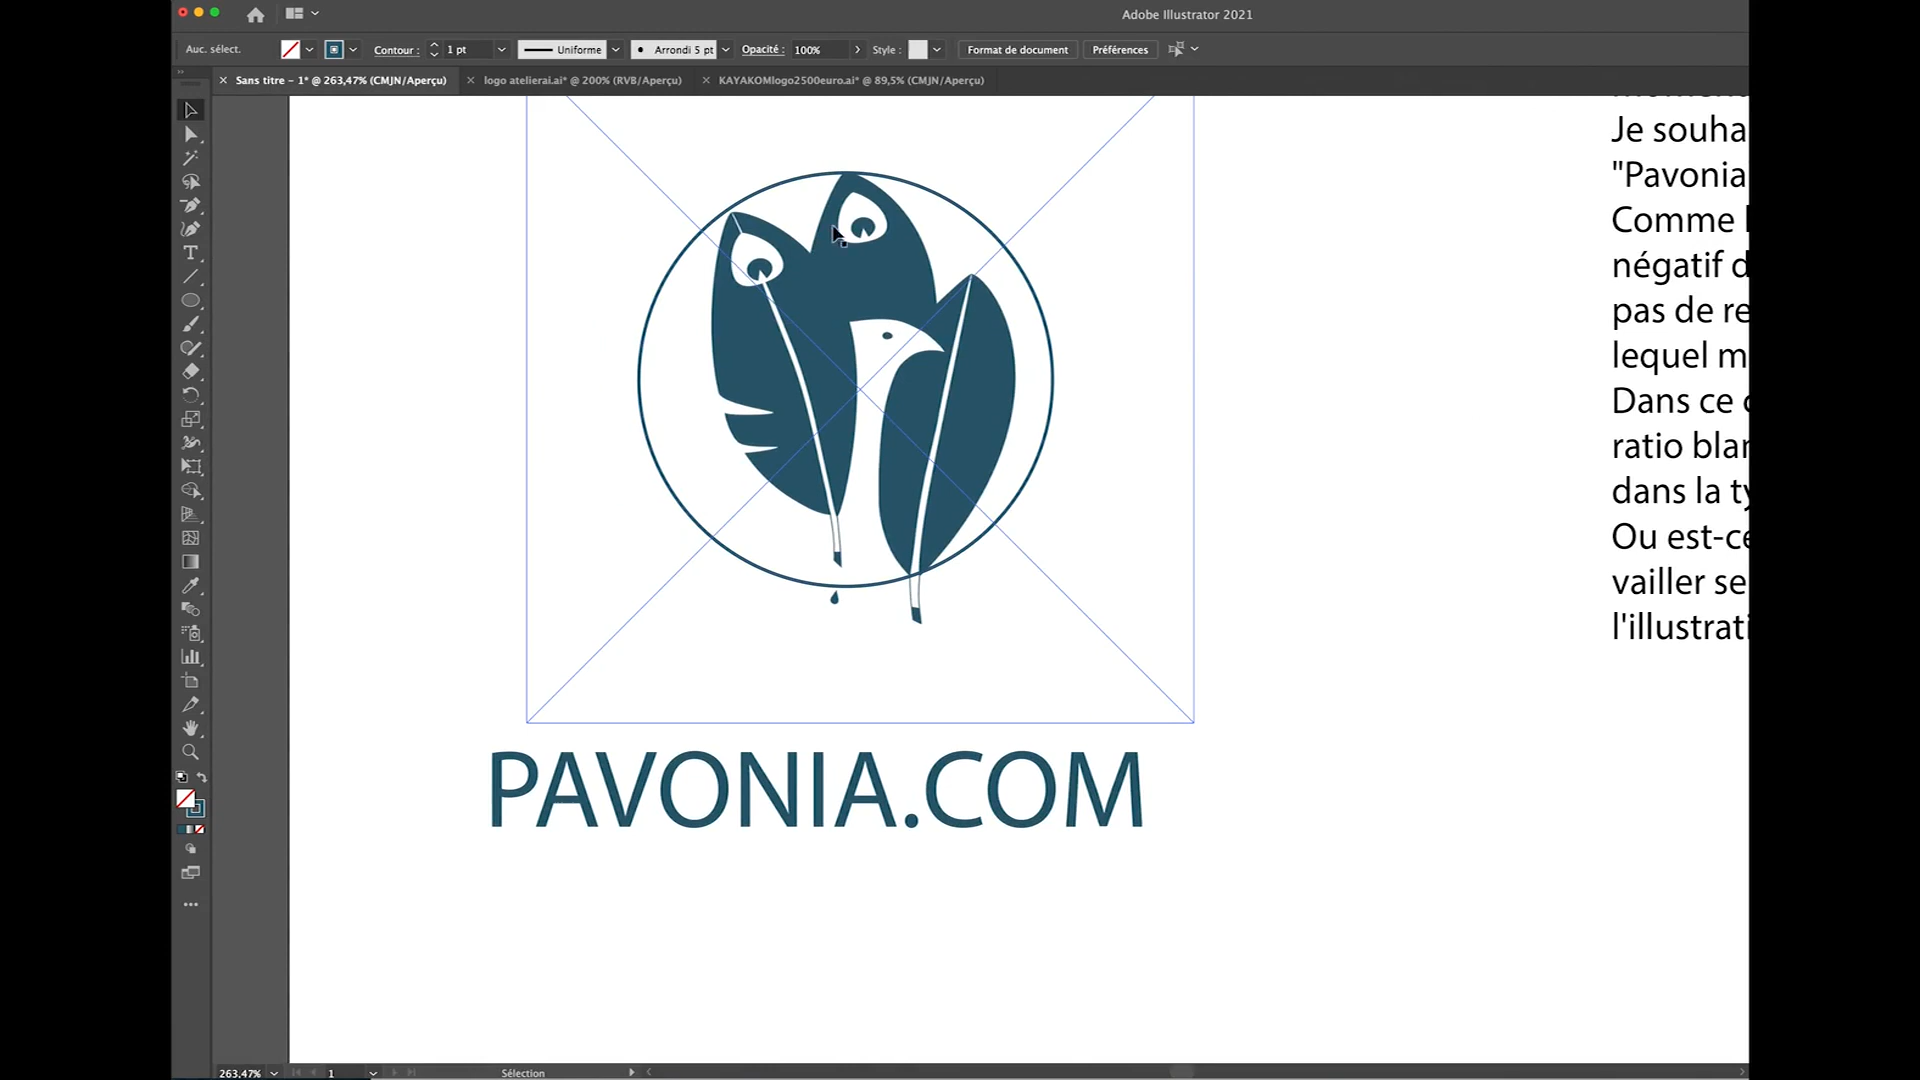 Adobe Illustrator 2021
Auc. sélect. Contour : 1 pt Uniforme Arrondi 5 pt Opacité : 100% Style : Format de document Préférences
Sans titre – 1* @ 263,47% (CMJN/Aperçu) logo atelierai.ai* @ 200% (RVB/Aperçu) KAYAKOMlogo2500euro.ai* @ 89,5% (CMJN/Aperçu)
Je souha
"Pavonia
Comme l
négatif d
pas de re
lequel m
Dans ce
ratio blan
dans la ty
Ou est-ce
vailler se
l'illustrati
PAVONIA.COM
263,47% 1 Sélection